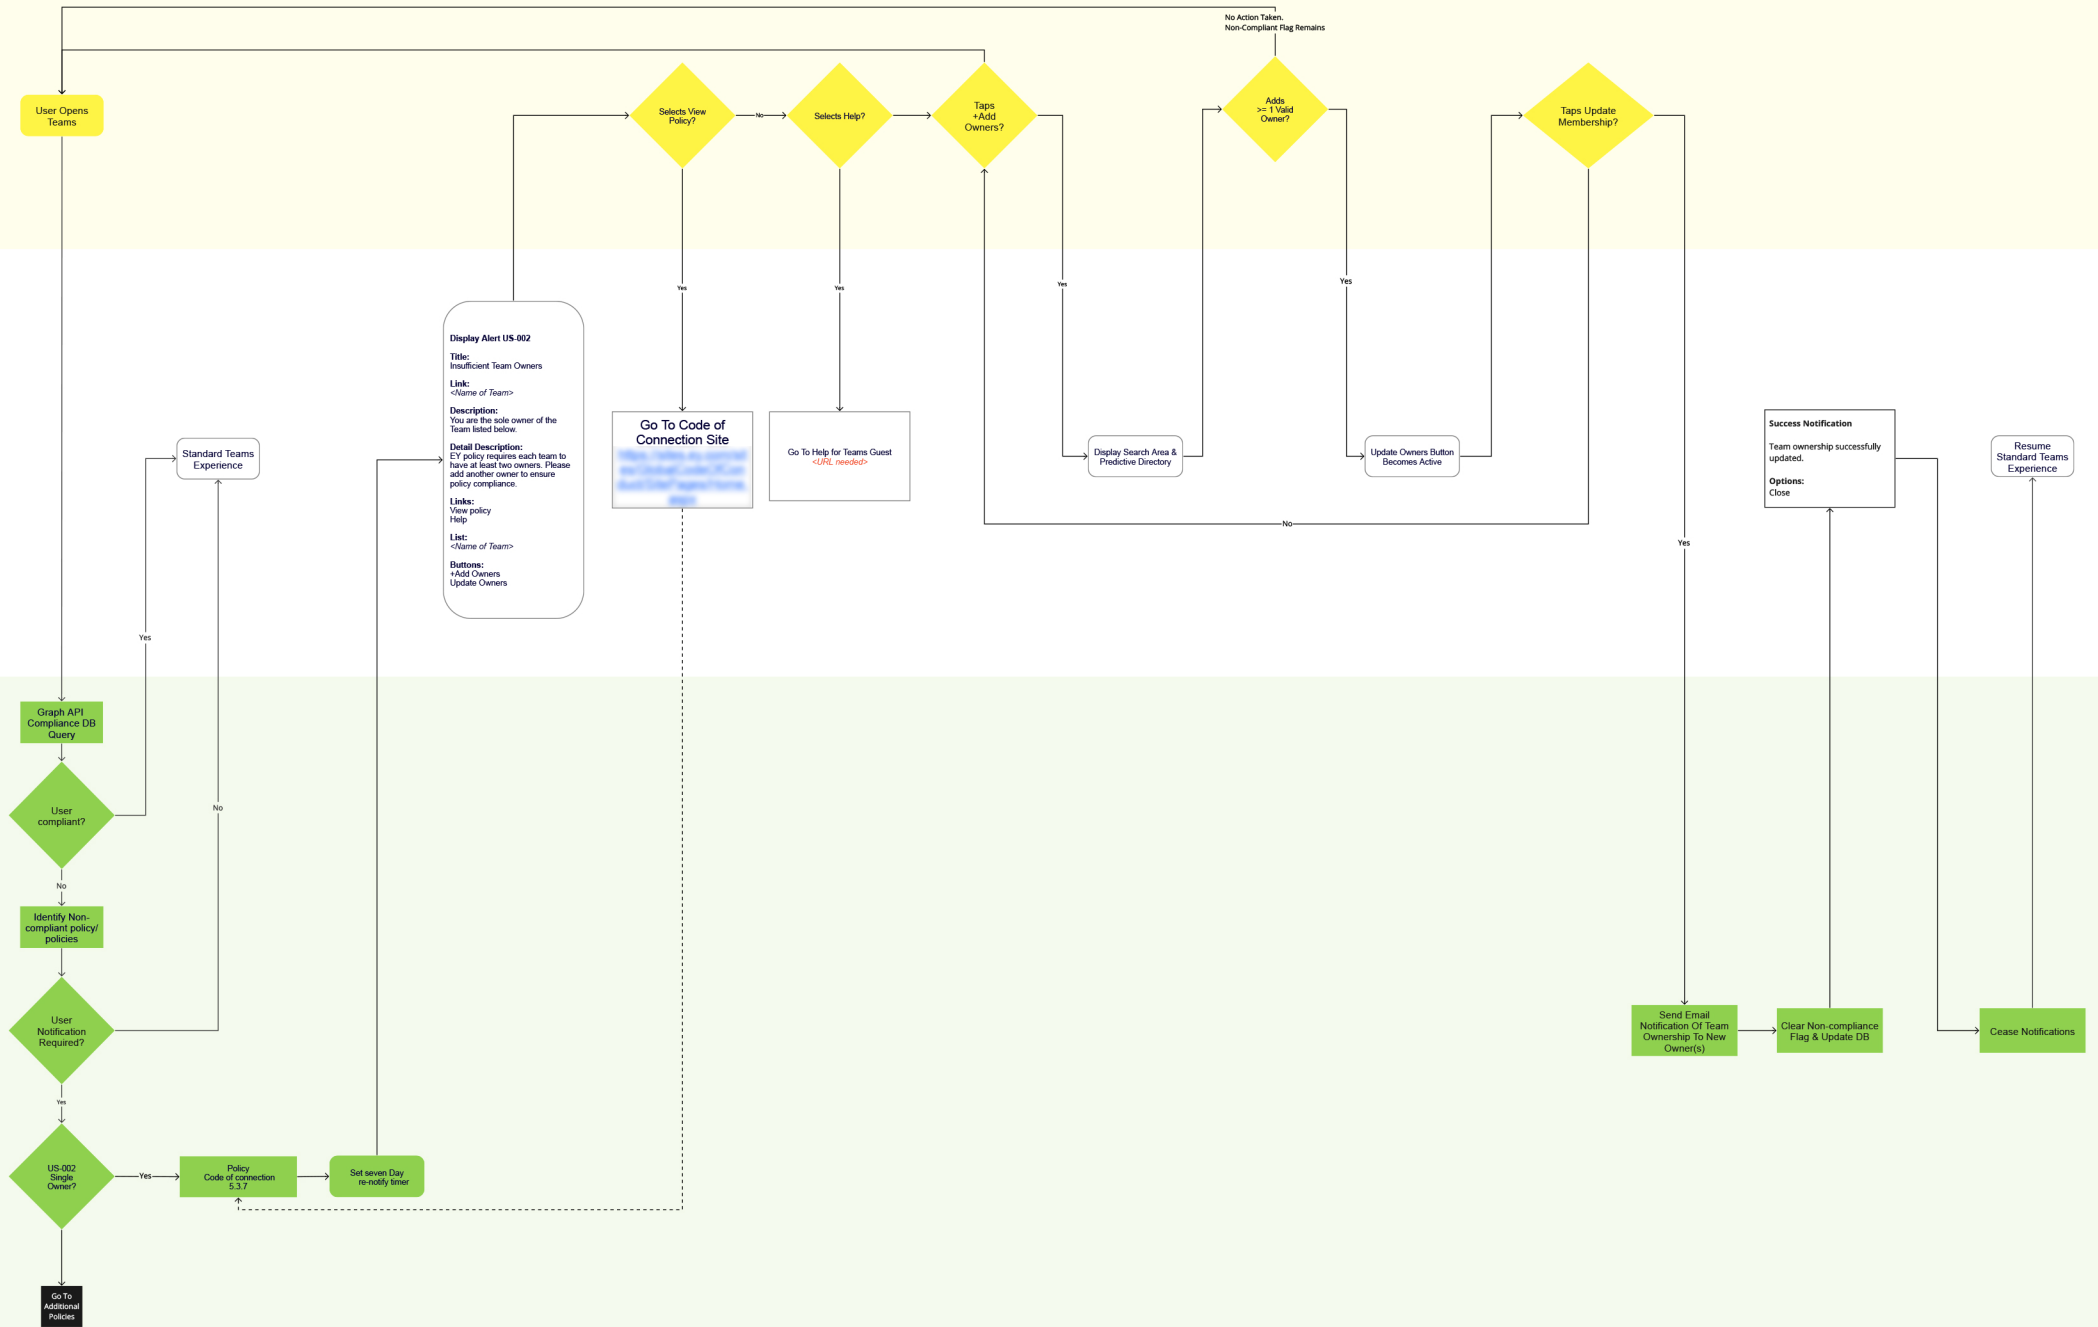 No Action Taken.
Non-Compliant Flag Remains
User Opens
Teams
Selects View
Policy?
No
Selects Help?
Taps
+Add
Owners?
Adds
>= 1 Valid
Owner?
Taps Update
Membership?
Yes
Yes
Yes
Yes
Display Alert US-002
Title:
Insufficient Team Owners
Link:
<Name of Team>
Description:
You are the sole owner of the
Team listed below.
Detail Description:
EY policy requires each team to
have at least two owners. Please
add another owner to ensure
policy compliance.
Links:
View policy
Help
List:
<Name of Team>
Buttons:
+Add Owners
Update Owners
Standard Teams
Experience
Go To Code of
Connection Site
Go To Help for Teams Guest
<URL needed>
Display Search Area &
Predictive Directory
Update Owners Button
Becomes Active
Success Notification
Team ownership successfully
updated.
Options:
Close
Resume
Standard Teams
Experience
No
Yes
Yes
Graph API
Compliance DB
Query
User
compliant?
No
No
Identify Non-
compliant policy/
policies
User
Notification
Required?
Yes
Send Email
Notification Of Team
Ownership To New
Owner(s)
Clear Non-compliance
Flag & Update DB
Cease Notifications
US-002
Single
Owner?
Yes
Policy
Code of connection
5.3.7
Set seven Day
re-notify timer
Go To
Additional
Policies